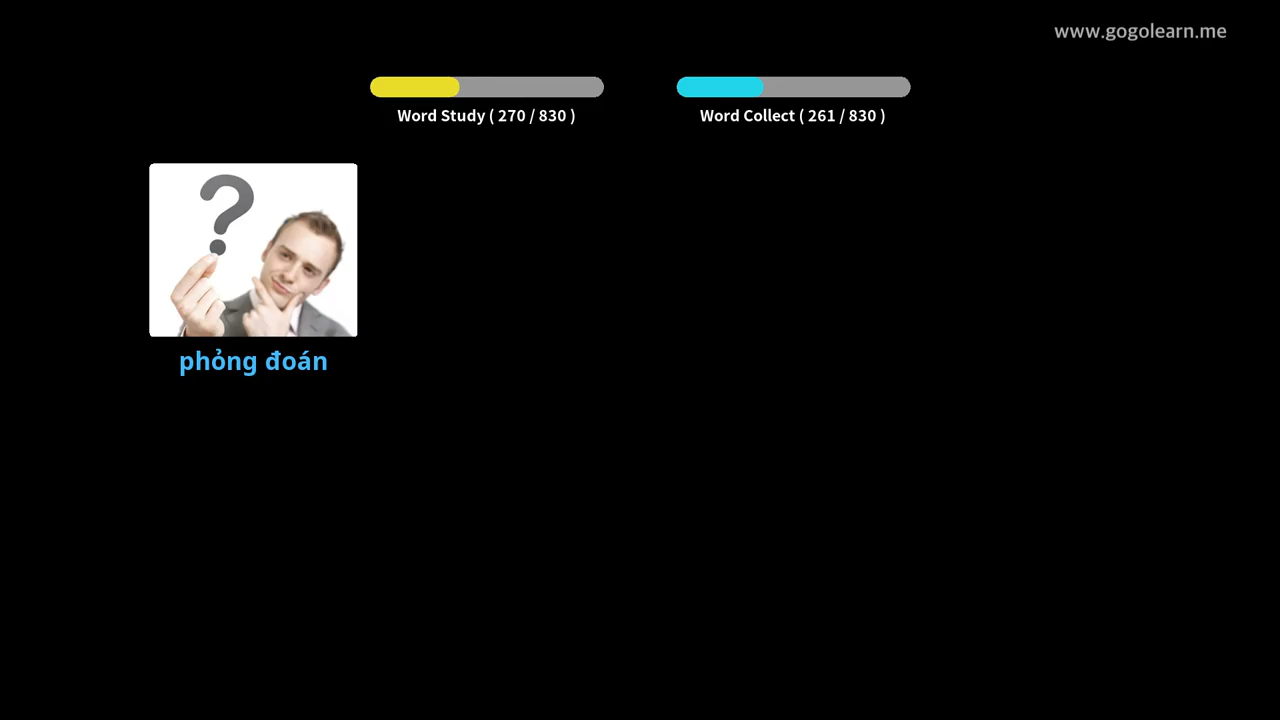 www.gogolearn.me
Word Study ( 270 / 830 )
Word Collect ( 261 / 830 )
?
phỏng đoán